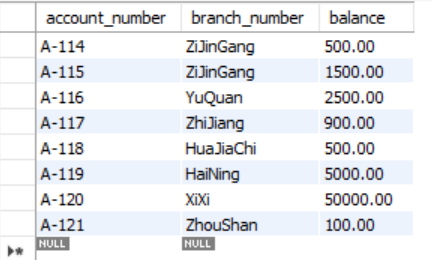 account_number branch_number balance
A-114 ZiJinGang 500.00
A-115 ZiJinGang 1500.00
A-116 YuQuan 2500.00
A-117 ZhiJiang 900.00
A-118 HuaJiaChi 500.00
A-119 HaiNing 5000.00
A-120 XiXi 50000.00
A-121 ZhouShan 100.00
NULL NULL